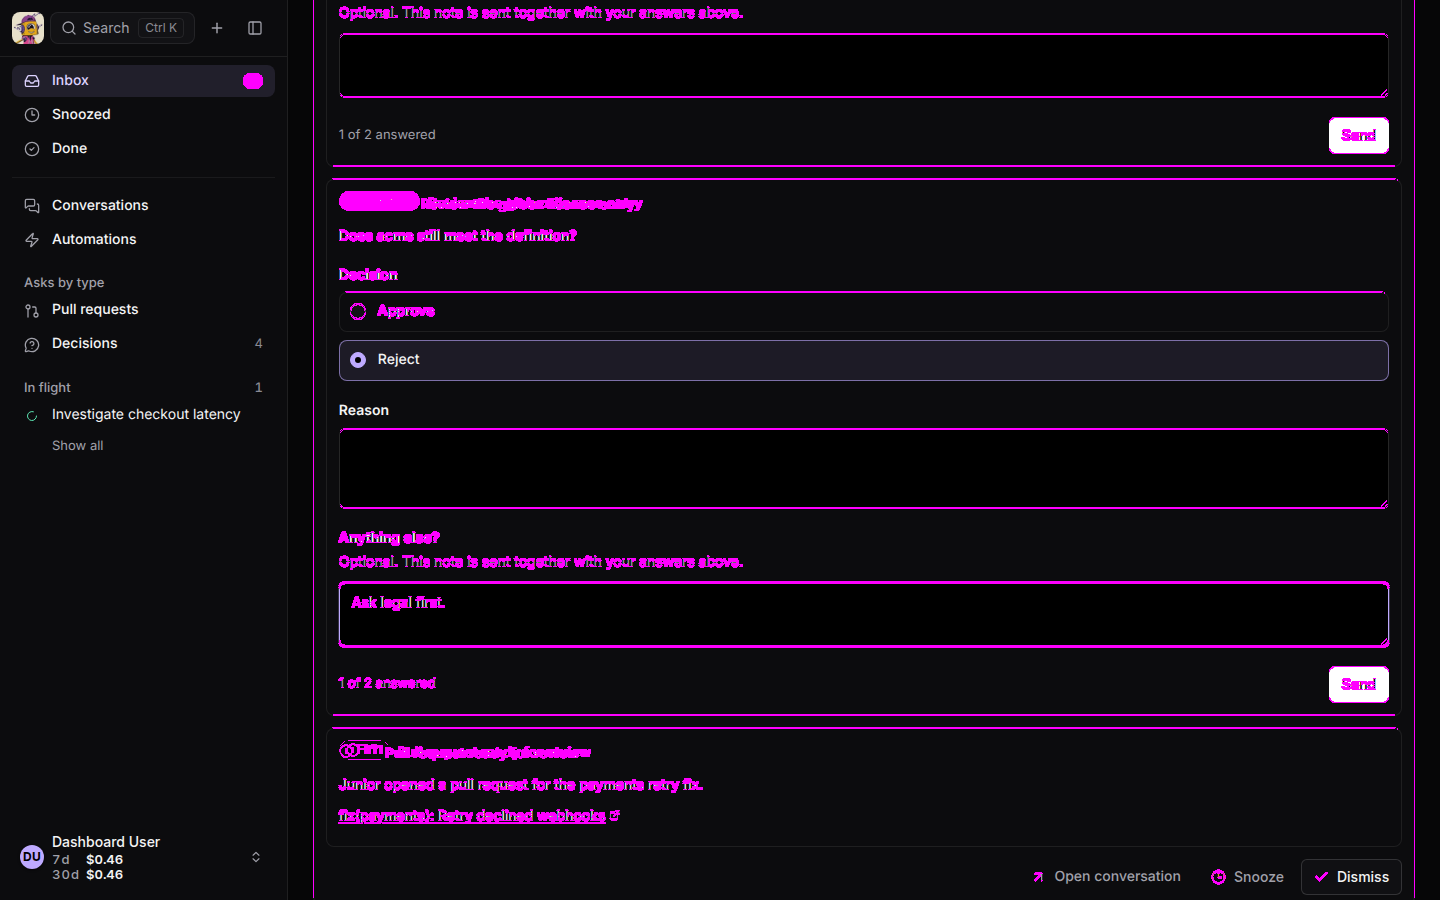 Search Ctrl K
Inbox
Snoozed
Done
Conversations
Automations
Asks by type
Pull requests
Decisions 4
In flight 1
Investigate checkout latency
Show all
Dashboard User
DU
7d $0.46
30d $0.46
Optional. This note is sent together with your answers above.
1 of 2 answered
Send
Does acme still meet the definition?
Decision
Approve
Reject
Reason
Anything else?
Optional. This note is sent together with your answers above.
Ask legal first.
1 of 2 answered
Send
Junior opened a pull request for the payments retry fix.
fix(payments): Retry declined webhooks
Open conversation
Snooze
Dismiss